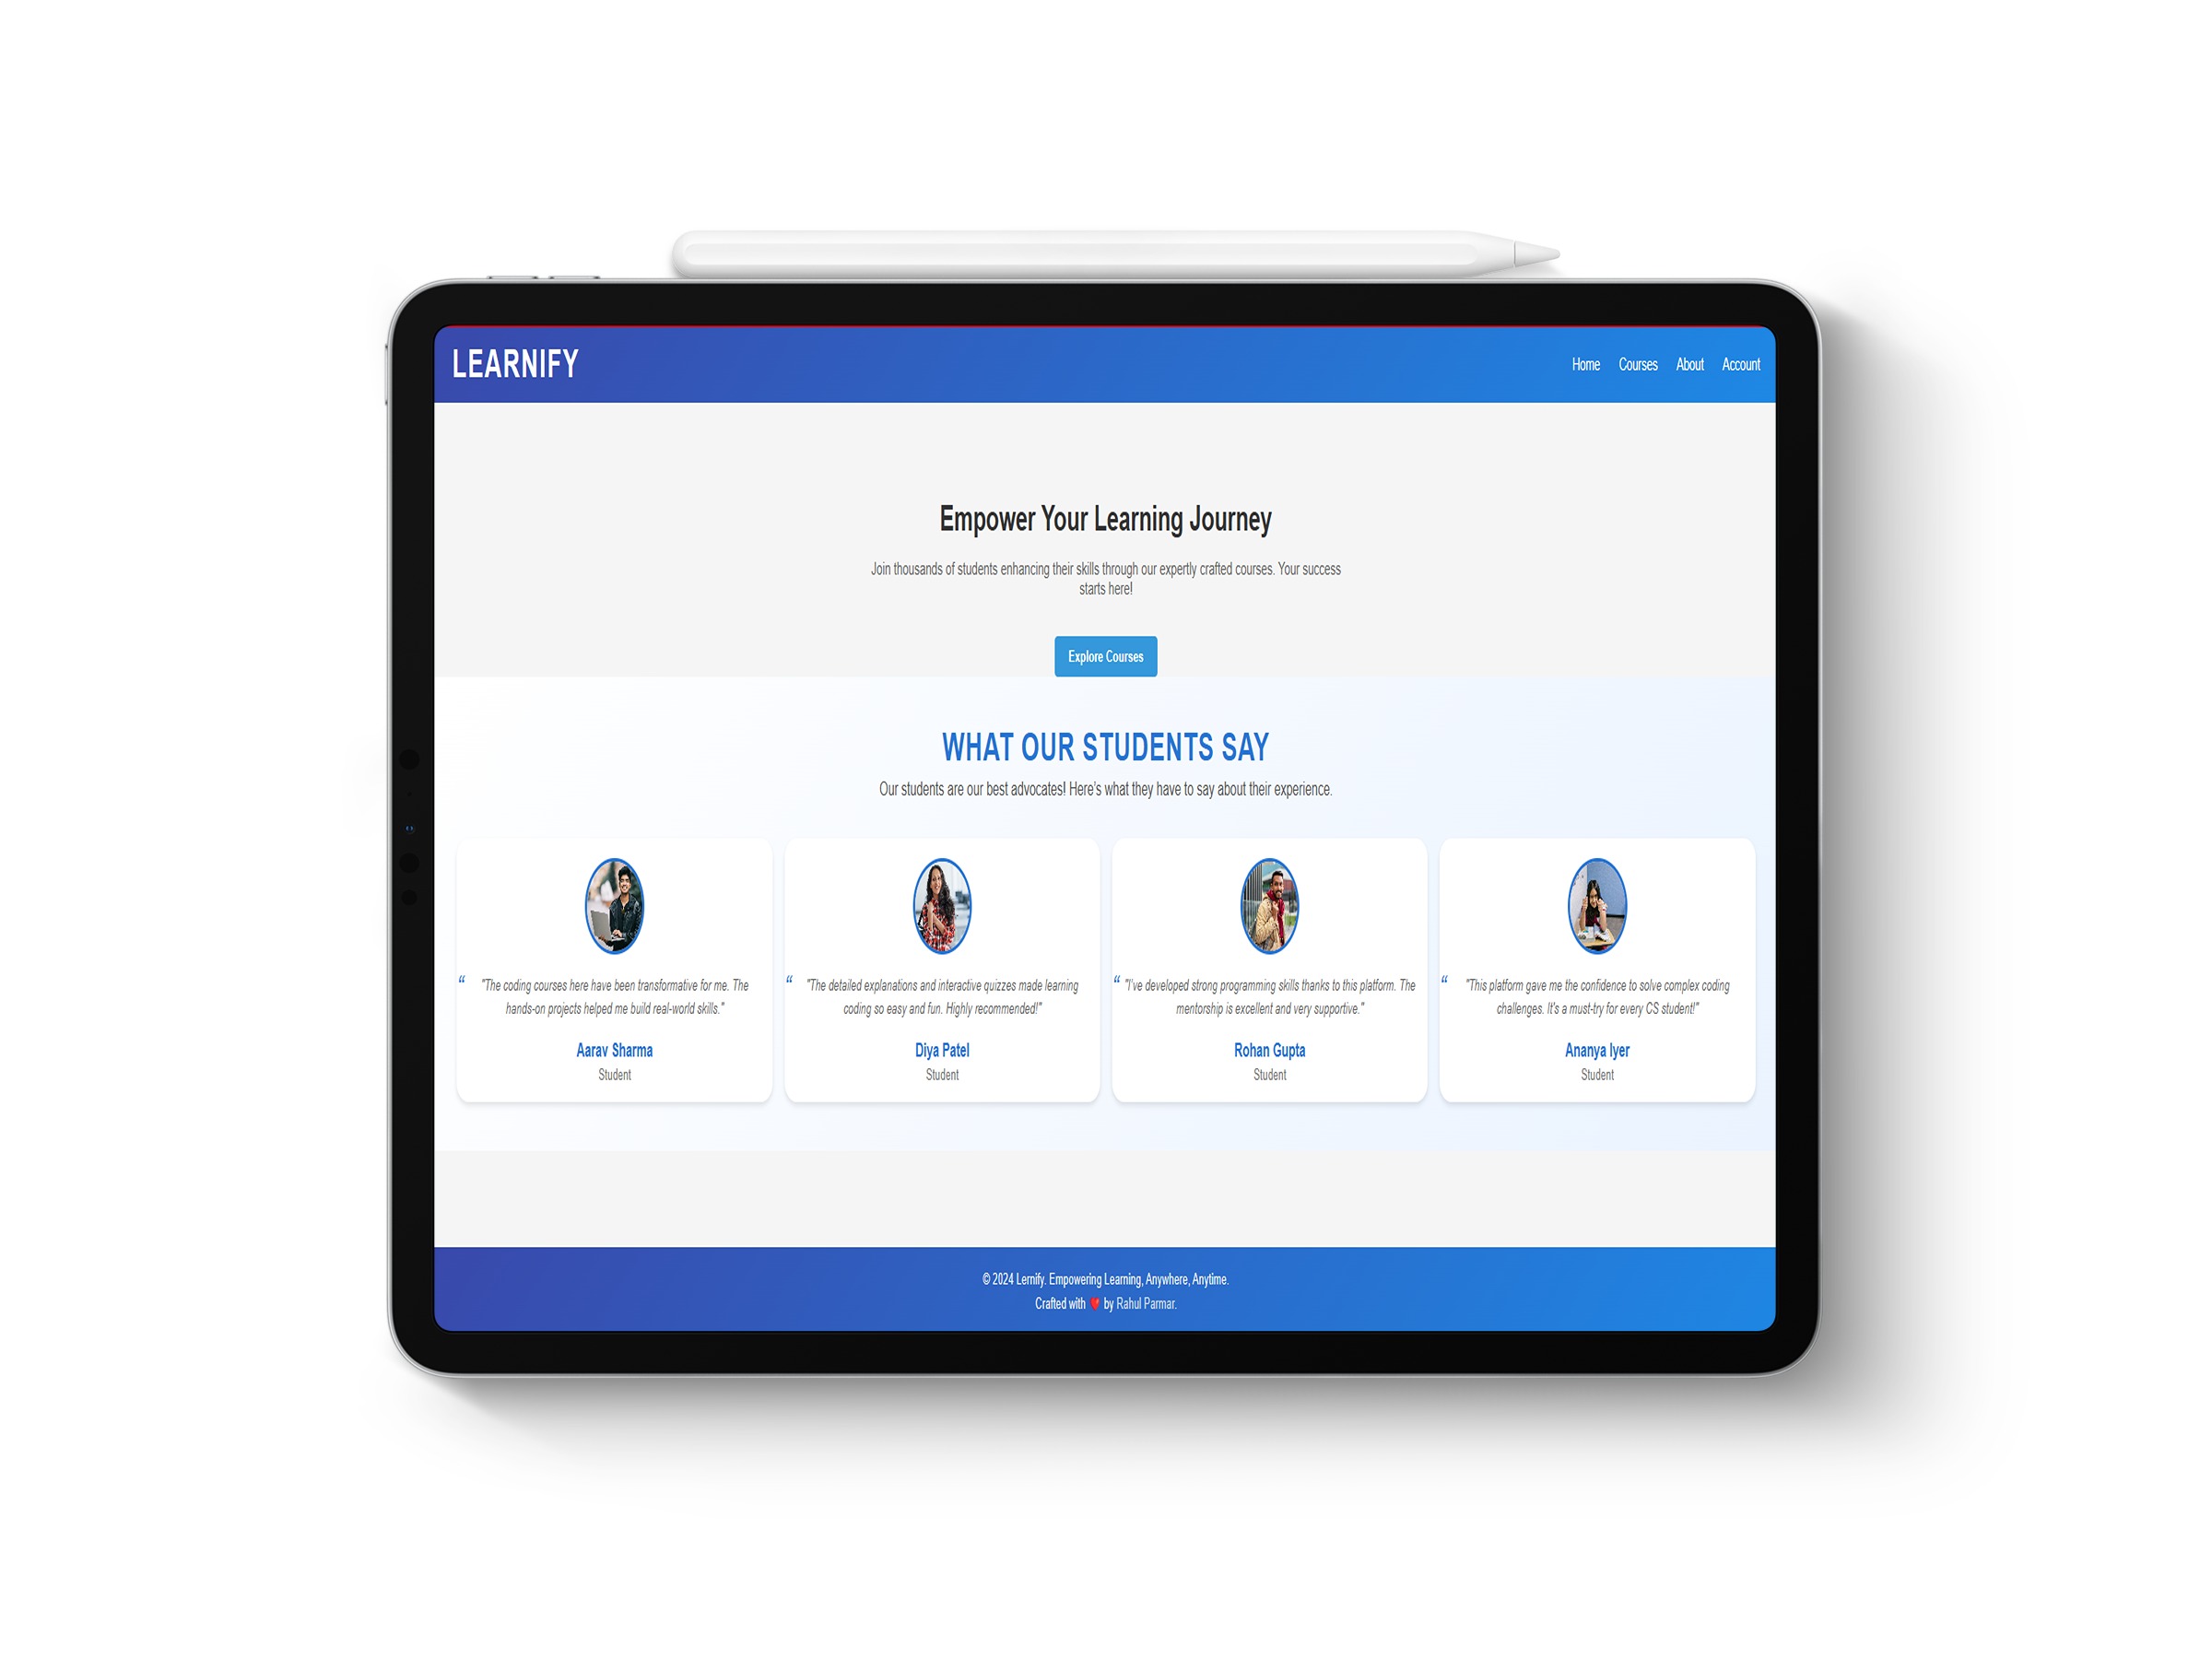 LEARNIFY
Home Courses About Account
Empower Your Learning Journey
Join thousands of students enhancing their skills through our expertly crafted courses. Your success
starts here!
Explore Courses
WHAT OUR STUDENTS SAY
Our students are our best advocates! Here's what they have to say about their experience.
“ "The coding courses here have been transformative for me. The
hands-on projects helped me build real-world skills."
Aarav Sharma
Student
“ "The detailed explanations and interactive quizzes made learning
coding so easy and fun. Highly recommended!"
Diya Patel
Student
“ "I've developed strong programming skills thanks to this platform. The
mentorship is excellent and very supportive."
Rohan Gupta
Student
“ "This platform gave me the confidence to solve complex coding
challenges. It's a must-try for every CS student!"
Ananya Iyer
Student
© 2024 Lernify. Empowering Learning, Anywhere, Anytime.
Crafted with ❤️ by Rahul Parmar.